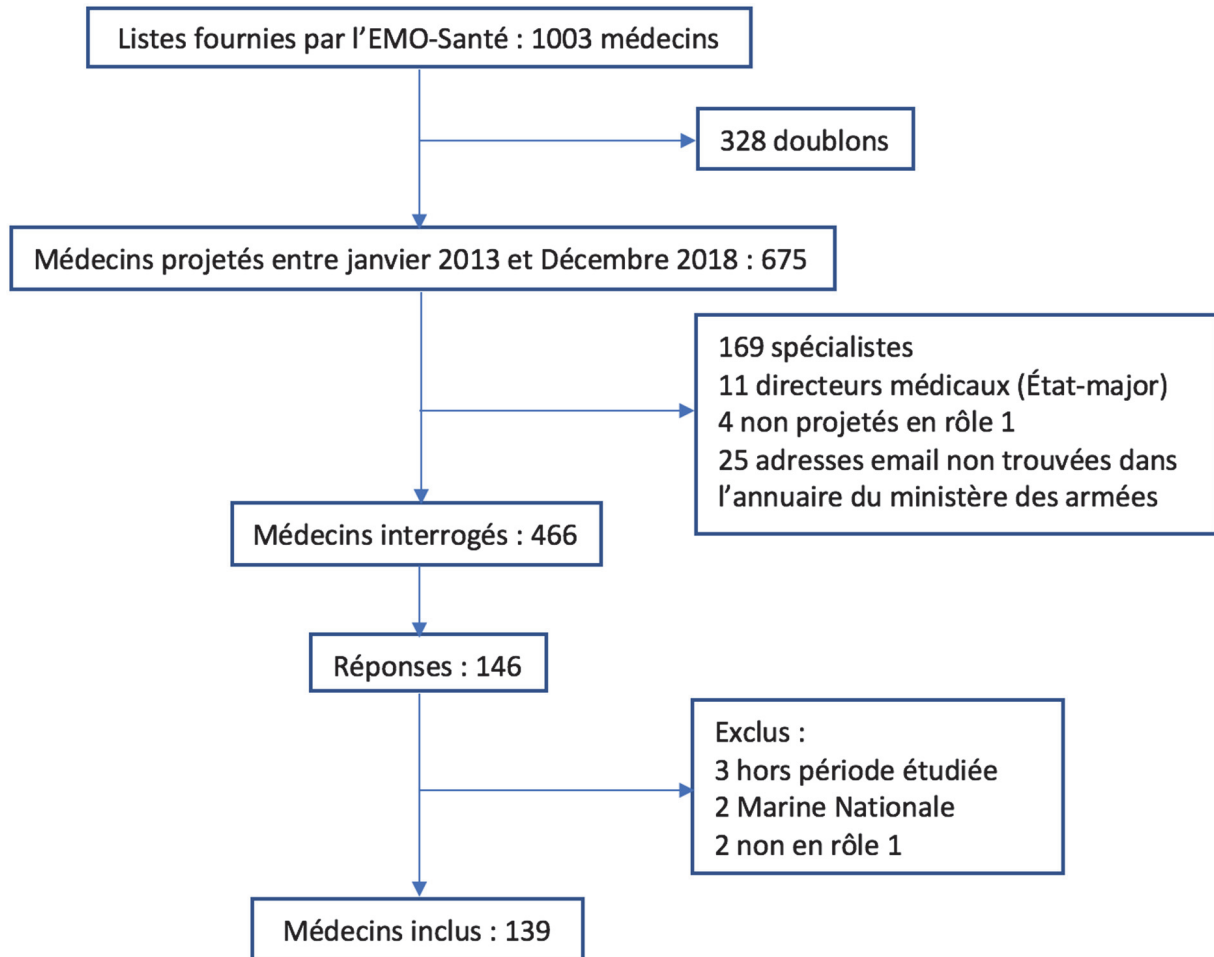 Listes fournies par l’EMO-Santé : 1003 médecins
328 doublons
Médecins projetés entre janvier 2013 et Décembre 2018 : 675
169 spécialistes
11 directeurs médicaux (État-major)
4 non projetés en rôle 1
25 adresses email non trouvées dans
l’annuaire du ministère des armées
Médecins interrogés : 466
Réponses : 146
Exclus :
3 hors période étudiée
2 Marine Nationale
2 non en rôle 1
Médecins inclus : 139